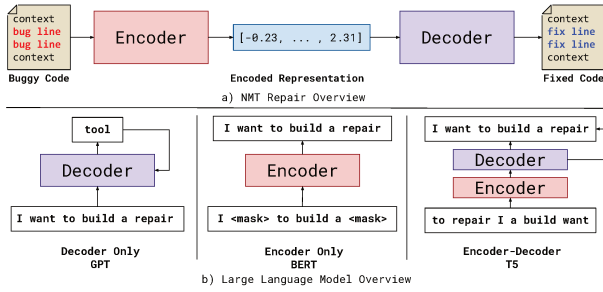 context
bug line
bug line
context
Buggy Code
Encoder
[-0.23, ... , 2.31]
Encoded Representation
Decoder
context
fix line
fix line
context
Fixed Code
a) NMT Repair Overview
tool
Decoder
I want to build a repair
Decoder Only
GPT
I want to build a repair
Encoder
I <mask> to build a <mask>
Encoder Only
BERT
I want to build a repair
Decoder
Encoder
to repair I a build want
Encoder-Decoder
T5
b) Large Language Model Overview